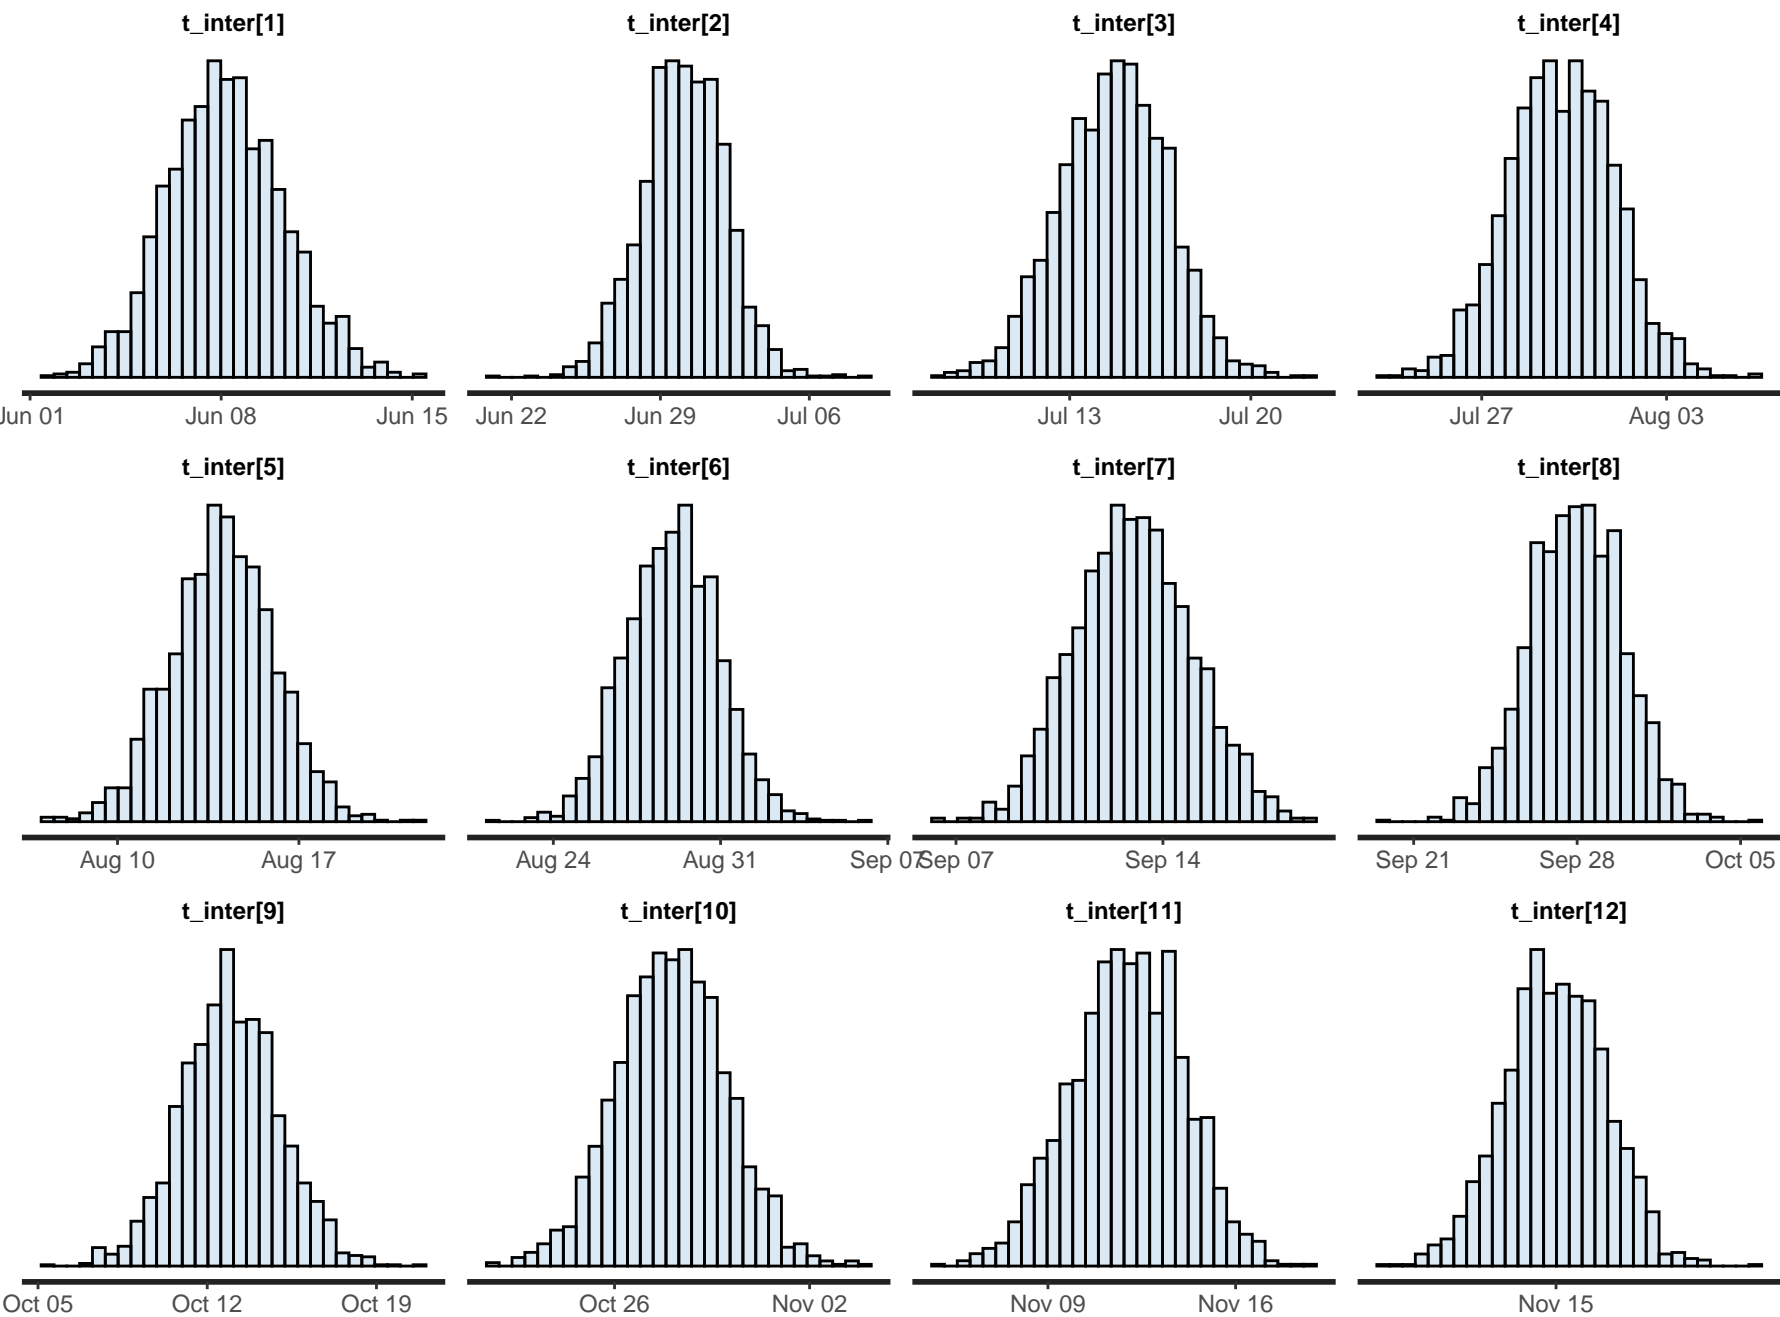 t_inter[1] t_inter[2] t_inter[3] t_inter[4]
Jun 01 Jun 08 Jun 15 Jun 22 Jun 29 Jul 06 Jul 13 Jul 20 Jul 27 Aug 03
t_inter[5] t_inter[6] t_inter[7] t_inter[8]
Aug 10 Aug 17 Aug 24 Aug 31 Sep 07 Sep 07 Sep 14 Sep 21 Sep 28 Oct 05
t_inter[9] t_inter[10] t_inter[11] t_inter[12]
Oct 05 Oct 12 Oct 19 Oct 26 Nov 02 Nov 09 Nov 16 Nov 15